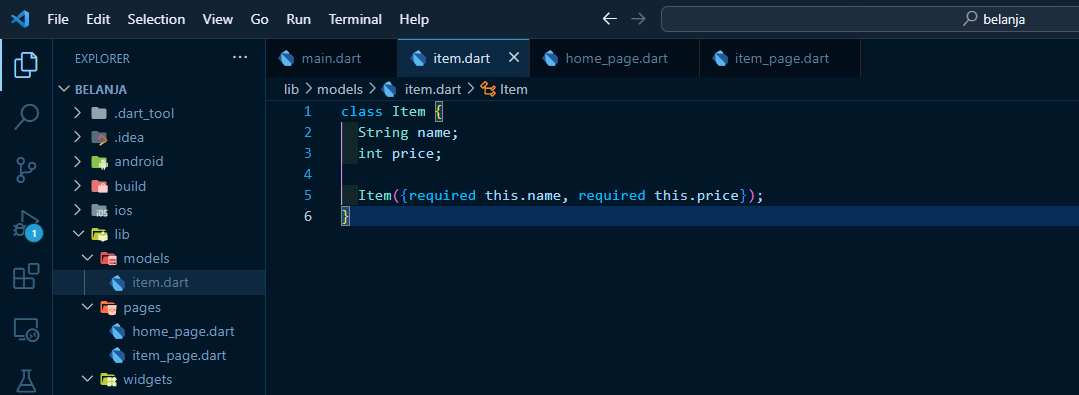 File Edit Selection View Go Run Terminal Help belanja
EXPLORER
BELANJA
.dart_tool
.idea
android
build
ios
lib
models
item.dart
pages
home_page.dart
item_page.dart
widgets
1
main.dart item.dart home_page.dart item_page.dart
lib > models > item.dart > Item
1 class Item {
2 String name;
3 int price;
4
5 Item({required this.name, required this.price});
6 }